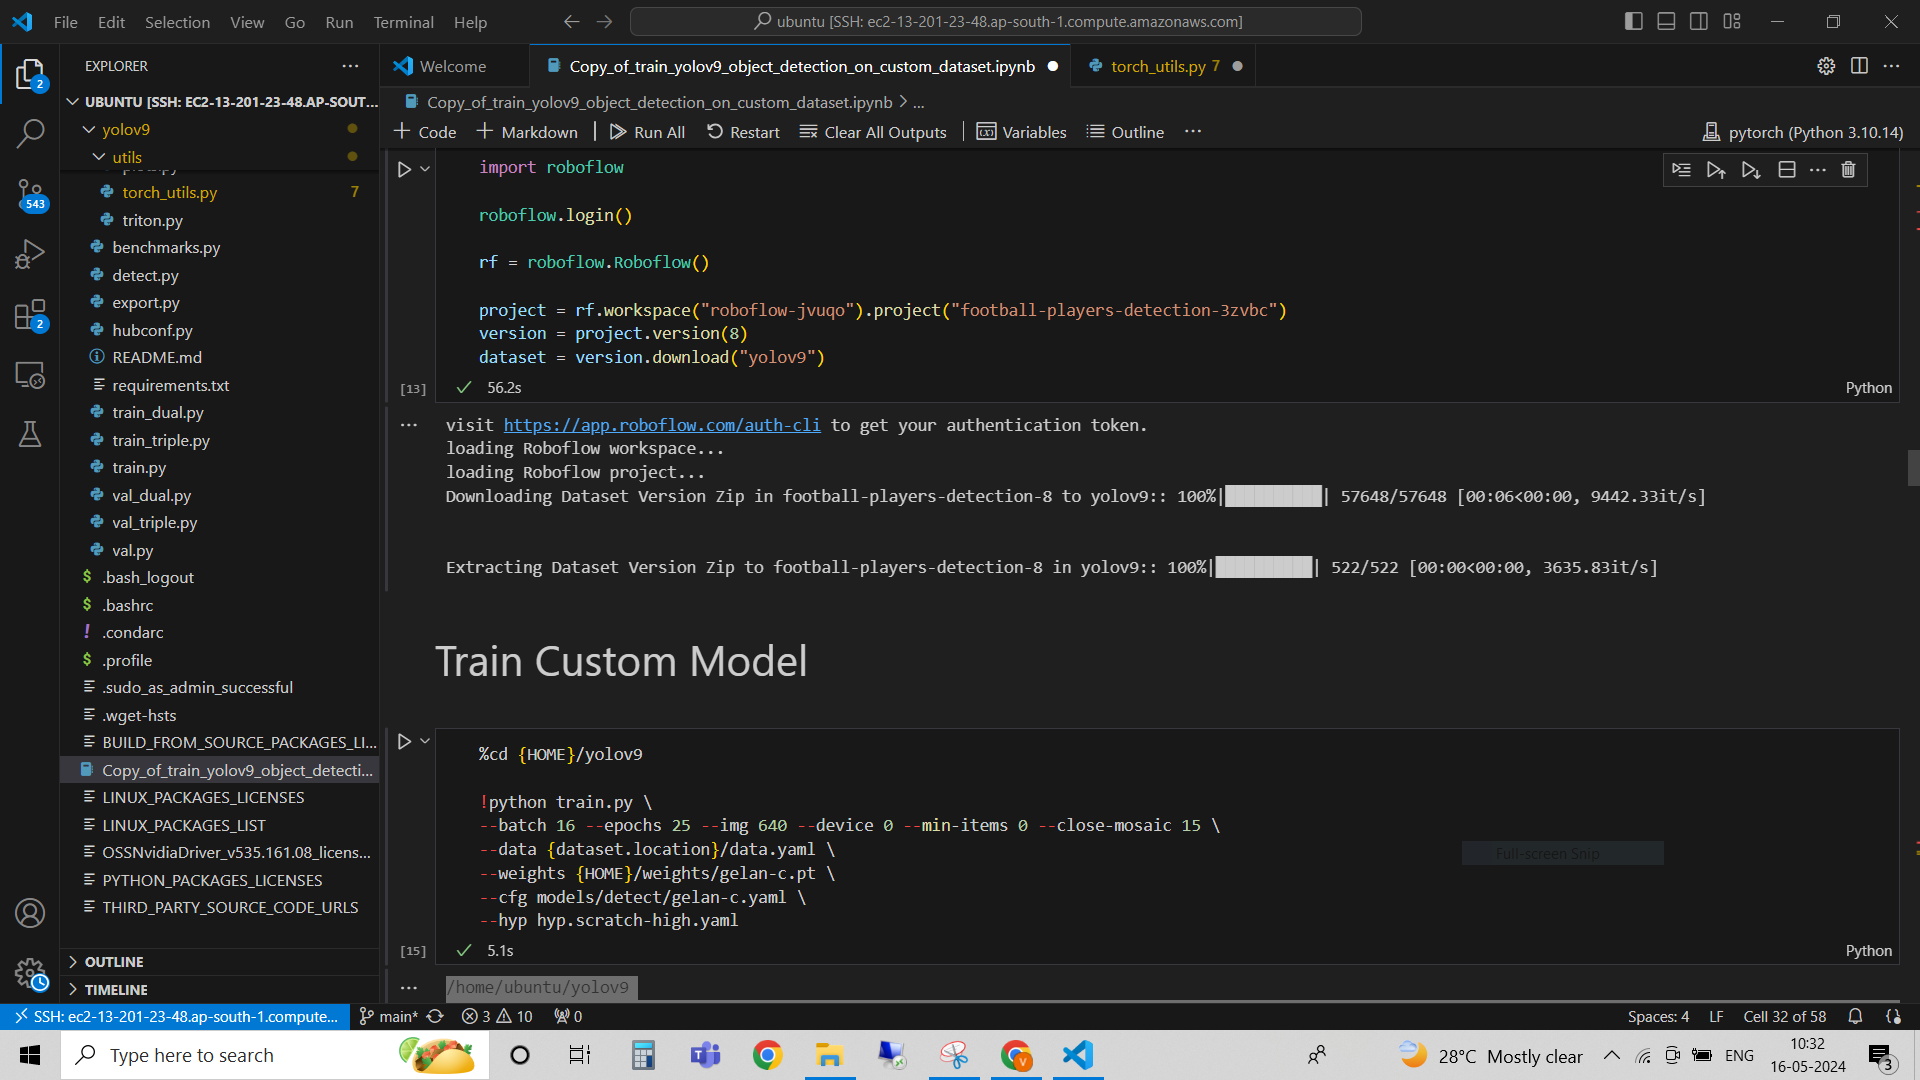 File Edit Selection View Go Run Terminal Help
ubuntu [SSH: ec2-13-201-23-48.ap-south-1.compute.amazonaws.com]
EXPLORER
UBUNTU [SSH: EC2-13-201-23-48.AP-SOUT...
yolov9
utils
torch_utils.py 7
triton.py
benchmarks.py
detect.py
export.py
hubconf.py
README.md
requirements.txt
train_dual.py
train_triple.py
train.py
val_dual.py
val_triple.py
val.py
.bash_logout
.bashrc
.condarc
.profile
.sudo_as_admin_successful
.wget-hsts
BUILD_FROM_SOURCE_PACKAGES_LI...
Copy_of_train_yolov9_object_detecti...
LINUX_PACKAGES_LICENSES
LINUX_PACKAGES_LIST
OSSNvidiaDriver_v535.161.08_licens...
PYTHON_PACKAGES_LICENSES
THIRD_PARTY_SOURCE_CODE_URLS
OUTLINE
TIMELINE
2
543
2
Welcome
Copy_of_train_yolov9_object_detection_on_custom_dataset.ipynb
torch_utils.py 7
Copy_of_train_yolov9_object_detection_on_custom_dataset.ipynb > ...
Code Markdown Run All Restart Clear All Outputs Variables Outline ...
pytorch (Python 3.10.14)
import roboflow
roboflow.login()
rf = roboflow.Roboflow()
project = rf.workspace("roboflow-jvuqo").project("football-players-detection-3zvbc")
version = project.version(8)
dataset = version.download("yolov9")
[13] 56.2s Python
visit https://app.roboflow.com/auth-cli to get your authentication token.
loading Roboflow workspace...
loading Roboflow project...
Downloading Dataset Version Zip in football-players-detection-8 to yolov9:: 100%|██████████| 57648/57648 [00:06<00:00, 9442.33it/s]
Extracting Dataset Version Zip to football-players-detection-8 in yolov9:: 100%|██████████| 522/522 [00:00<00:00, 3635.83it/s]
Train Custom Model
%cd {HOME}/yolov9
!python train.py \
--batch 16 --epochs 25 --img 640 --device 0 --min-items 0 --close-mosaic 15 \
--data {dataset.location}/data.yaml \
--weights {HOME}/weights/gelan-c.pt \
--cfg models/detect/gelan-c.yaml \
--hyp hyp.scratch-high.yaml
Full-screen Snip
[15] 5.1s Python
/home/ubuntu/yolov9
SSH: ec2-13-201-23-48.ap-south-1.compute... main* 3 10 0
Spaces: 4 LF Cell 32 of 58
Type here to search
28°C Mostly clear
ENG
10:32
16-05-2024
3